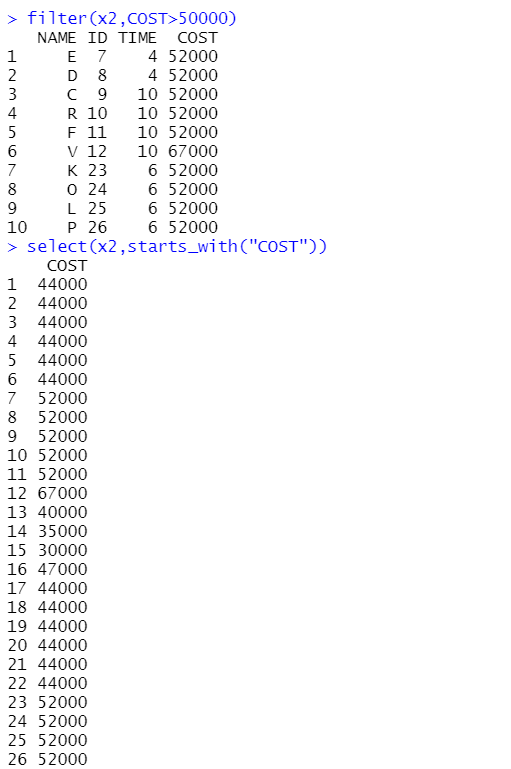 > filter(x2,COST>50000)
   NAME ID TIME  COST
1     E  7    4 52000
2     D  8    4 52000
3     C  9   10 52000
4     R 10   10 52000
5     F 11   10 52000
6     V 12   10 67000
7     K 23    6 52000
8     O 24    6 52000
9     L 25    6 52000
10    P 26    6 52000
> select(x2,starts_with("COST"))
    COST
1  44000
2  44000
3  44000
4  44000
5  44000
6  44000
7  52000
8  52000
9  52000
10 52000
11 52000
12 67000
13 40000
14 35000
15 30000
16 47000
17 44000
18 44000
19 44000
20 44000
21 44000
22 44000
23 52000
24 52000
25 52000
26 52000